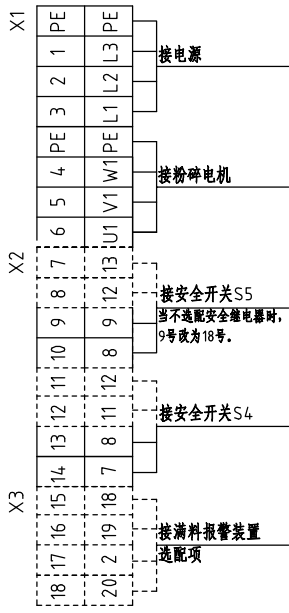 X1
PE PE
1 L3
2 L2
3 L1
接电源
PE PE
4 W1
5 V1
6 U1
接粉碎电机
X2
7 13
8 12
9 9
10 8
接安全开关S5
当不选配安全继电器时,
9号改为18号。
11 12
12 11
13 8
14 7
接安全开关S4
X3
15 18
16 19
17 2
18 20
接满料报警装置
选配项